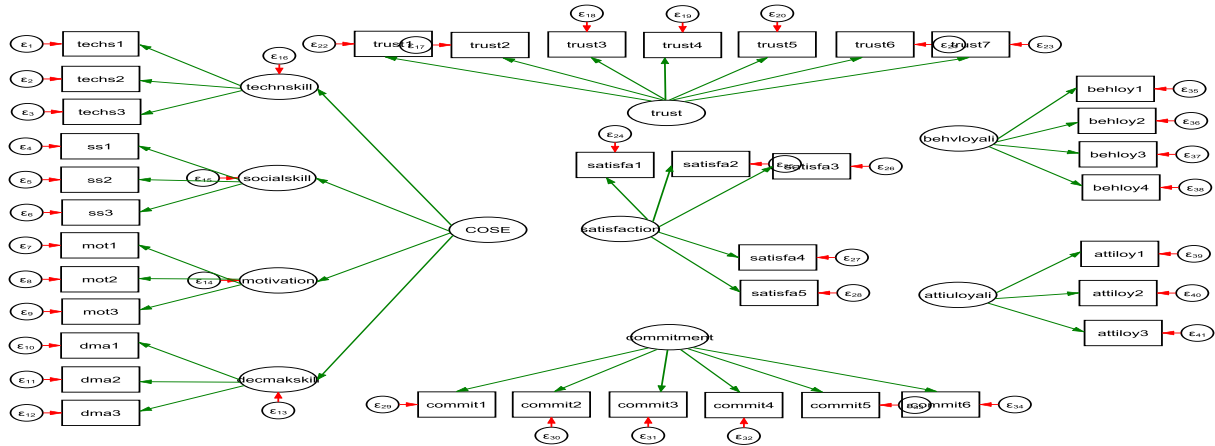 ε₁ techs1
ε₂ techs2
ε₃ techs3
ε₁₆
technskill
ε₄ ss1
ε₅ ss2
ε₆ ss3
ε₁₅ socialskill
ε₇ mot1
ε₈ mot2
ε₉ mot3
ε₁₄ motivation
ε₁₀ dma1
ε₁₁ dma2
ε₁₂ dma3
decmakskill
ε₁₃
COSE
ε₁₈ ε₁₉ ε₂₀
ε₂₂ trust1 ε₁₇ trust2 trust3 trust4 trust5 trust6 trust7 ε₂₃
trust
ε₂₄
satisfa1 satisfa2 satisfa3 ε₂₆
satisfaction
satisfa4 ε₂₇
satisfa5 ε₂₈
commitment
ε₂₉ commit1 commit2 commit3 commit4 commit5 commit6 ε₃₄
ε₃₀ ε₃₁ ε₃₂
behloy1 ε₃₅
behloy2 ε₃₆
behvloyali
behloy3 ε₃₇
behloy4 ε₃₈
attiloy1 ε₃₉
attiuloyali
attiloy2 ε₄₀
attiloy3 ε₄₁